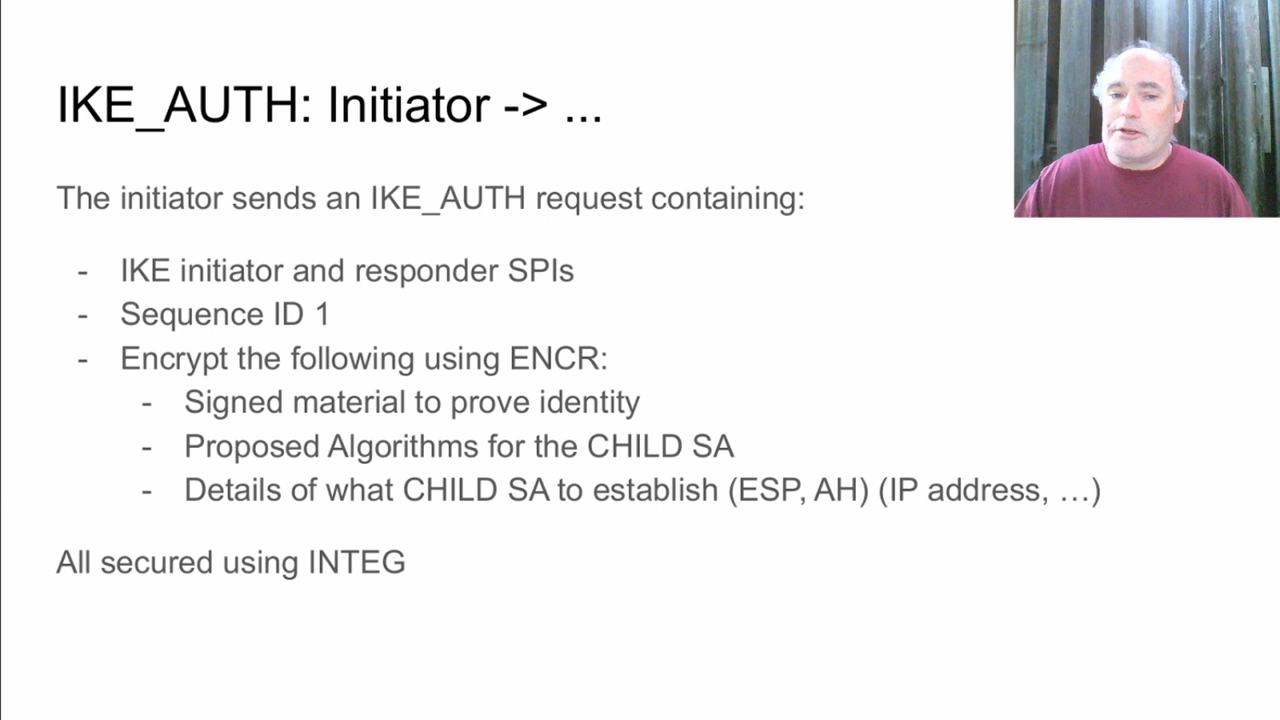 IKE_AUTH: Initiator -> ...
The initiator sends an IKE_AUTH request containing:
- IKE initiator and responder SPIs
- Sequence ID 1
- Encrypt the following using ENCR:
- Signed material to prove identity
- Proposed Algorithms for the CHILD SA
- Details of what CHILD SA to establish (ESP, AH) (IP address, …)
All secured using INTEG